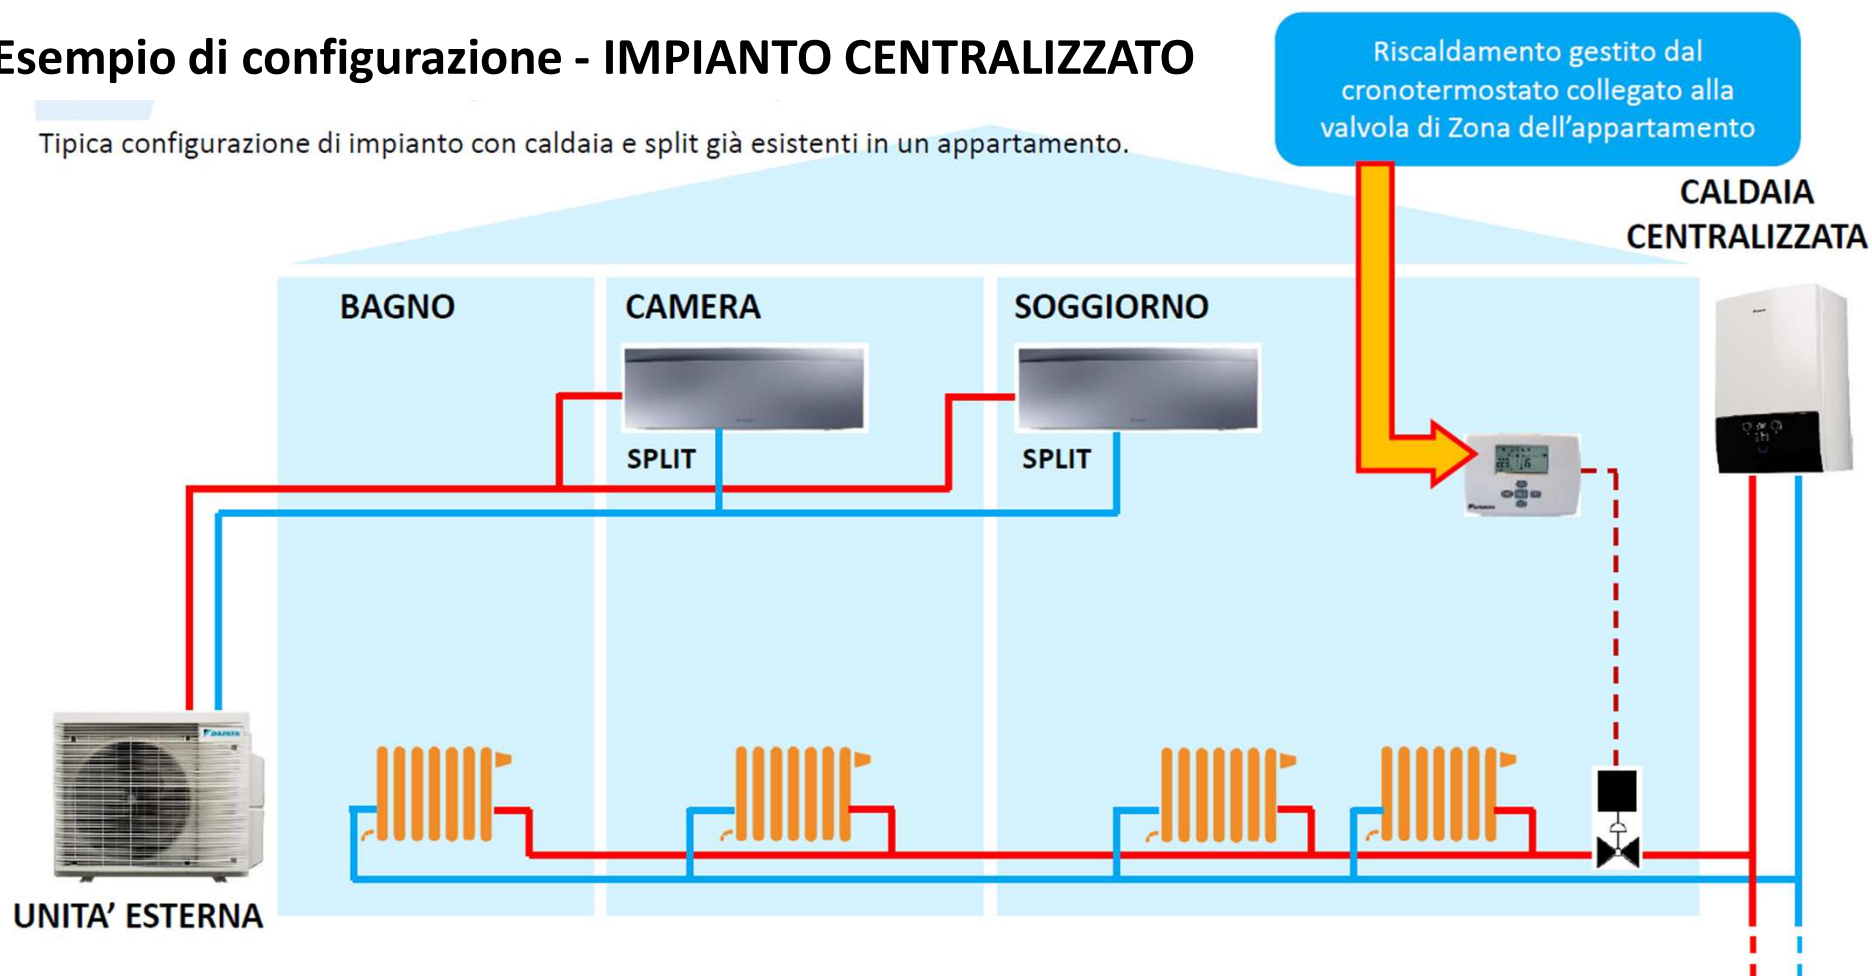 Esempio di configurazione - IMPIANTO CENTRALIZZATO
Riscaldamento gestito dal
cronotermostato collegato alla
valvola di Zona dell'appartamento
Tipica configurazione di impianto con caldaia e split già esistenti in un appartamento.
CALDAIA
CENTRALIZZATA
BAGNO
CAMERA
SOGGIORNO
SPLIT
SPLIT
DAIKIN
UNITA' ESTERNA